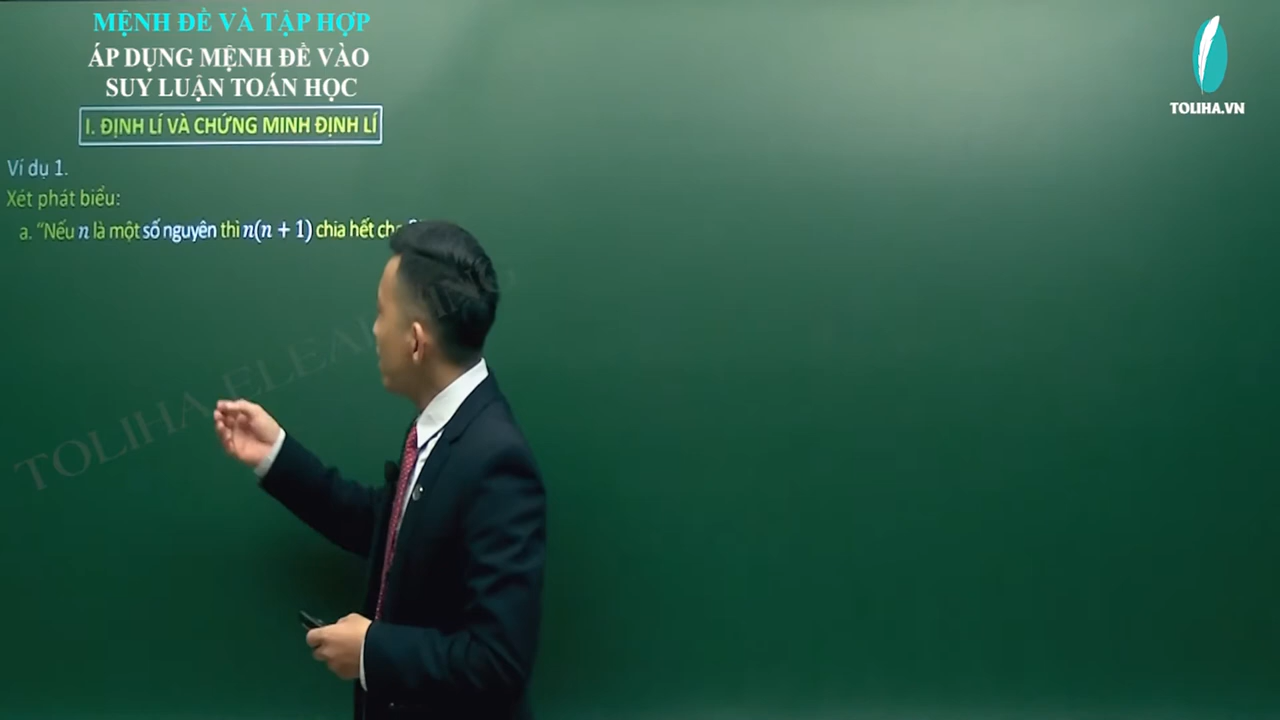 MỆNH ĐỀ VÀ TẬP HỢP
ÁP DỤNG MỆNH ĐỀ VÀO
SUY LUẬN TOÁN HỌC
I. ĐỊNH LÍ VÀ CHỨNG MINH ĐỊNH LÍ
Ví dụ 1.
Xét phát biểu:
a. “Nếu n là một số nguyên thì n(n + 1) chia hết
TOLIHA.VN
TOLIHA